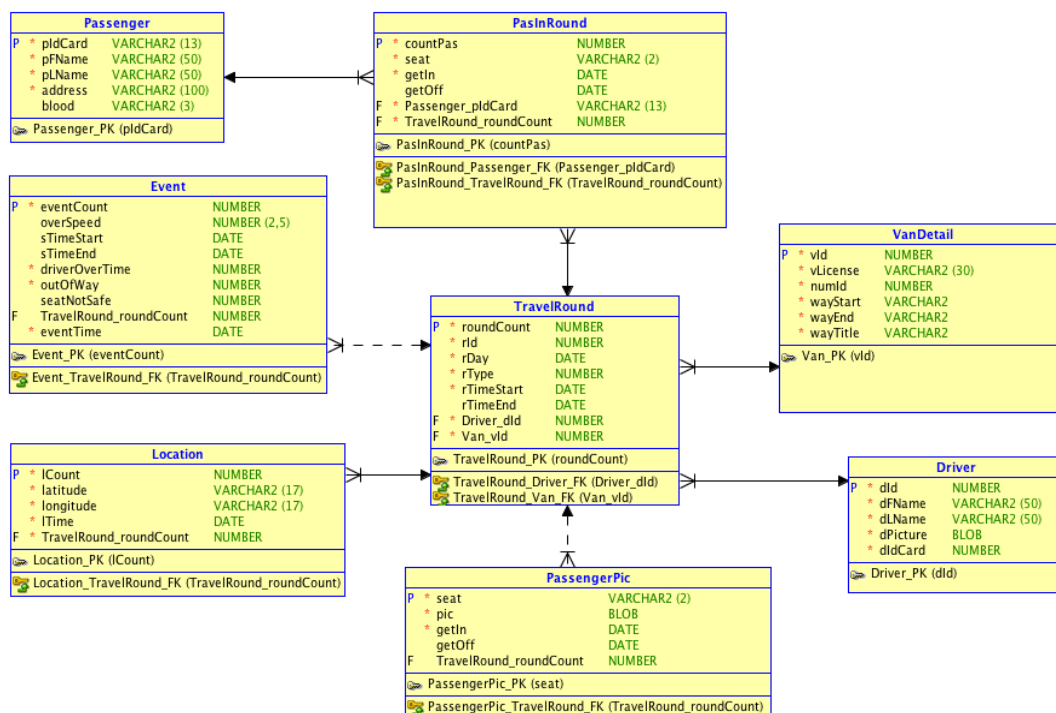 Passenger
P * pIdCard VARCHAR2 (13)
* pFName VARCHAR2 (50)
* pLName VARCHAR2 (50)
* address VARCHAR2 (100)
blood VARCHAR2 (3)
Passenger_PK (pIdCard)
PasInRound
P * countPas NUMBER
* seat VARCHAR2 (2)
* getIn DATE
getOff DATE
F * Passenger_pIdCard VARCHAR2 (13)
F * TravelRound_roundCount NUMBER
PasInRound_PK (countPas)
PasInRound_Passenger_FK (Passenger_pIdCard)
PasInRound_TravelRound_FK (TravelRound_roundCount)
Event
P * eventCount NUMBER
overSpeed NUMBER (2,5)
sTimeStart DATE
sTimeEnd DATE
* driverOverTime NUMBER
* outOfWay NUMBER
seatNotSafe NUMBER
F TravelRound_roundCount NUMBER
* eventTime DATE
Event_PK (eventCount)
Event_TravelRound_FK (TravelRound_roundCount)
VanDetail
P * vId NUMBER
* vLicense VARCHAR2 (30)
* numId NUMBER
* wayStart VARCHAR2
* wayEnd VARCHAR2
* wayTitle VARCHAR2
Van_PK (vId)
TravelRound
P * roundCount NUMBER
* rId NUMBER
* rDay DATE
* rType NUMBER
* rTimeStart DATE
rTimeEnd DATE
F * Driver_dId NUMBER
F * Van_vId NUMBER
TravelRound_PK (roundCount)
TravelRound_Driver_FK (Driver_dId)
TravelRound_Van_FK (Van_vId)
Location
P * lCount NUMBER
* latitude VARCHAR2 (17)
* longitude VARCHAR2 (17)
* lTime DATE
F * TravelRound_roundCount NUMBER
Location_PK (lCount)
Location_TravelRound_FK (TravelRound_roundCount)
Driver
P * dId NUMBER
* dFName VARCHAR2 (50)
* dLName VARCHAR2 (50)
* dPicture BLOB
* dIdCard NUMBER
Driver_PK (dId)
PassengerPic
P * seat VARCHAR2 (2)
* pic BLOB
* getIn DATE
getOff DATE
F TravelRound_roundCount NUMBER
PassengerPic_PK (seat)
PassengerPic_TravelRound_FK (TravelRound_roundCount)